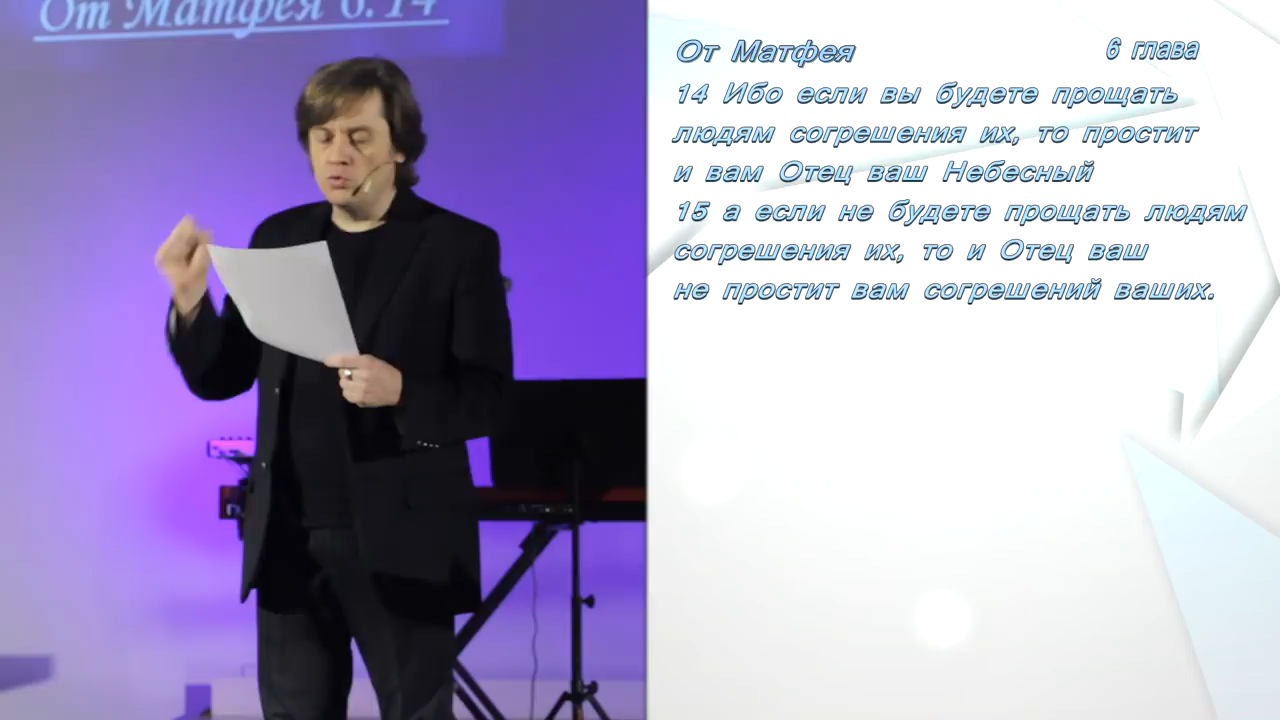 От Матфея 6:14
От Матфея 6 глава
14 Ибо если вы будете прощать
людям согрешения их, то простит
и вам Отец ваш Небесный
15 а если не будете прощать людям
согрешения их, то и Отец ваш
не простит вам согрешений ваших.